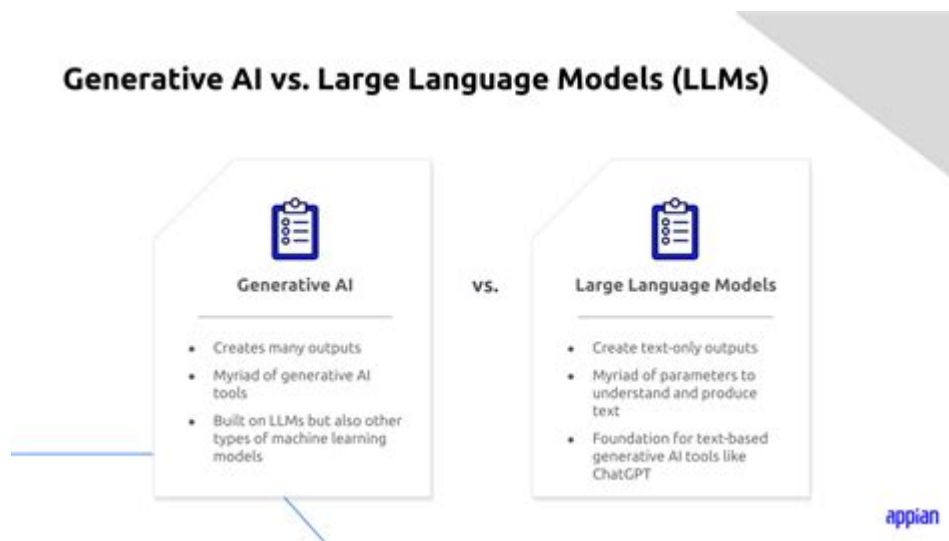 Generative AI vs. Large Language Models (LLMs)
Generative AI
• Creates many outputs
• Myriad of generative AI
tools
• Built on LLMs but also other
types of machine learning
models
vs.
Large Language Models
• Create text-only outputs
• Myriad of parameters to
understand and produce
text
• Foundation for text-based
generative AI tools like
ChatGPT
appian